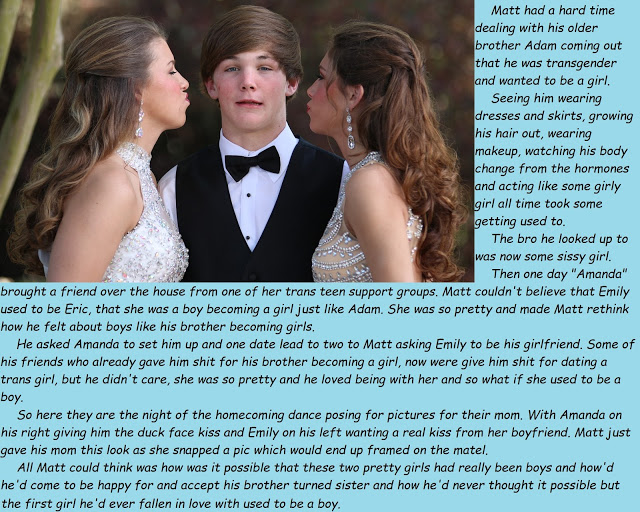 Matt had a hard time
dealing with his older
brother Adam coming out
that he was transgender
and wanted to be a girl.
Seeing him wearing
dresses and skirts, growing
his hair out, wearing
makeup, watching his body
change from the hormones
and acting like some girly
girl all time took some
getting used to.
The bro he looked up to
was now some sissy girl.
Then one day "Amanda"
brought a friend over the house from one of her trans teen support groups. Matt couldn't believe that Emily
used to be Eric, that she was a boy becoming a girl just like Adam. She was so pretty and made Matt rethink
how he felt about boys like his brother becoming girls.
He asked Amanda to set him up and one date lead to two to Matt asking Emily to be his girlfriend. Some of
his friends who already gave him shit for his brother becoming a girl, now were give him shit for dating a
trans girl, but he didn't care, she was so pretty and he loved being with her and so what if she used to be a
boy.
So here they are the night of the homecoming dance posing for pictures for their mom. With Amanda on
his right giving him the duck face kiss and Emily on his left wanting a real kiss from her boyfriend. Matt just
gave his mom this look as she snapped a pic which would end up framed on the matel.
All Matt could think was how was it possible that these two pretty girls had really been boys and how'd
he'd come to be happy for and accept his brother turned sister and how he'd never thought it possible but
the first girl he'd ever fallen in love with used to be a boy.